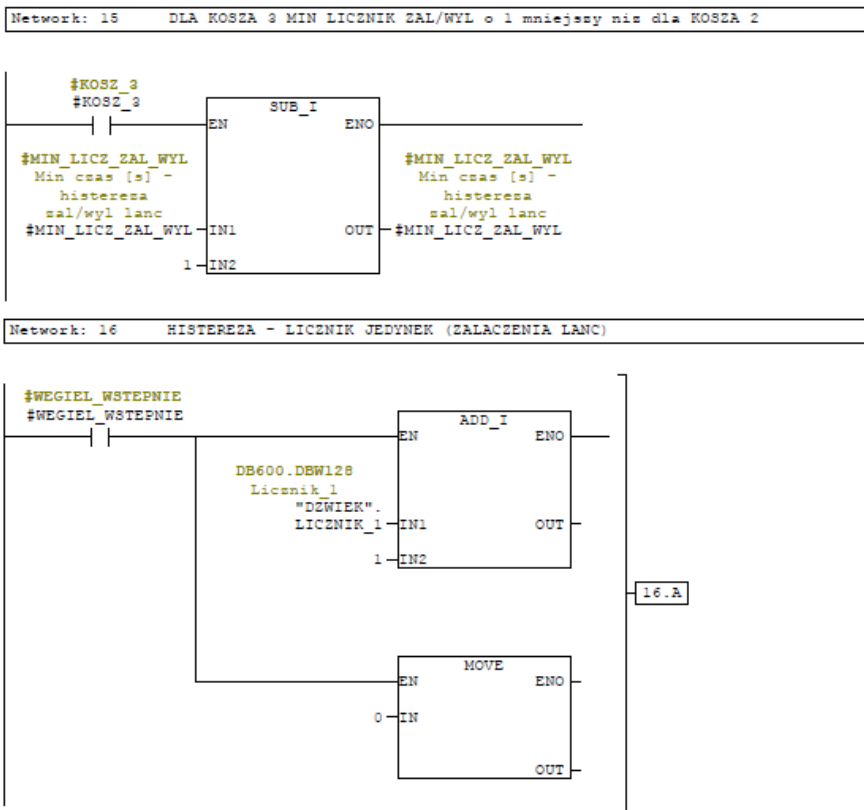 Network: 15 DLA KOSZA 3 MIN LICZNIK ZAL/WYL o 1 mniejszy niz dla KOSZA 2
#KOSZ_3
#KOSZ_3
SUB_I
EN ENO
#MIN_LICZ_ZAL_WYL
Min czas [s] -
histereza
zal/wyl lanc
#MIN_LICZ_ZAL_WYL
IN1
1
IN2
#MIN_LICZ_ZAL_WYL
Min czas [s] -
histereza
zal/wyl lanc
OUT
#MIN_LICZ_ZAL_WYL
Network: 16 HISTEREZA - LICZNIK JEDYNEK (ZALACZENIA LANC)
#WEGIEL_WSTEPNIE
#WEGIEL_WSTEPNIE
ADD_I
EN ENO
DB600.DBW128
Licznik_1
"DZWIEK".
LICZNIK_1
IN1 OUT
1
IN2
16.A
MOVE
EN ENO
0
IN
OUT